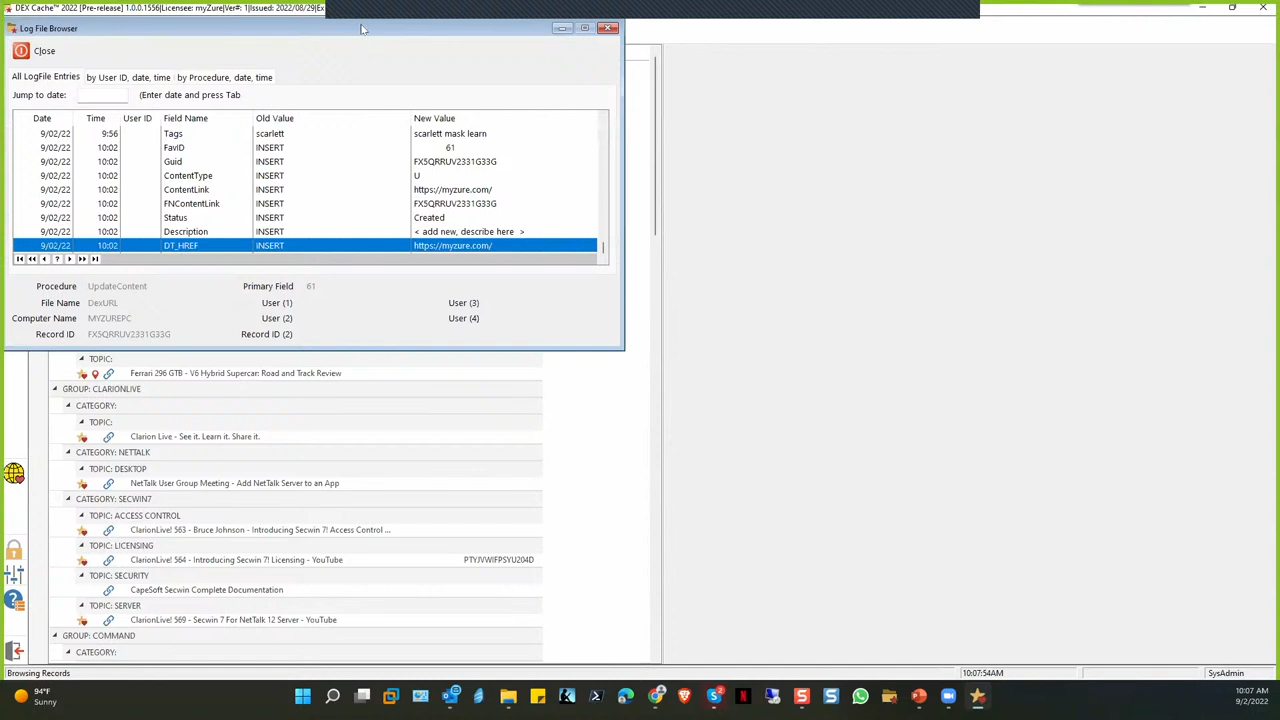 DEX Cache™ 2022 [Pre-release] 1.0.0.1556|Licensee: myZure|Ver#: 1|Issued: 2022/08/29|Ex
Log File Browser
Close
All LogFile Entries by User ID, date, time by Procedure, date, time
Jump to date: (Enter date and press Tab
Date Time User ID Field Name Old Value New Value
9/02/22 9:56 Tags scarlett scarlett mask learn
9/02/22 10:02 FavID INSERT 61
9/02/22 10:02 Guid INSERT FX5QRRUV2331G33G
9/02/22 10:02 ContentType INSERT U
9/02/22 10:02 ContentLink INSERT https://myzure.com/
9/02/22 10:02 FNContentLink INSERT FX5QRRUV2331G33G
9/02/22 10:02 Status INSERT Created
9/02/22 10:02 Description INSERT < add new, describe here >
9/02/22 10:02 DT_HREF INSERT https://myzure.com/
Procedure UpdateContent Primary Field 61
File Name DexURL User (1) User (3)
Computer Name MYZUREPC User (2) User (4)
Record ID FX5QRRUV2331G33G Record ID (2)
TOPIC:
Ferrari 296 GTB - V6 Hybrid Supercar: Road and Track Review
GROUP: CLARIONLIVE
CATEGORY:
TOPIC:
Clarion Live - See it. Learn it. Share it.
CATEGORY: NETTALK
TOPIC: DESKTOP
NetTalk User Group Meeting - Add NetTalk Server to an App
CATEGORY: SECWIN7
TOPIC: ACCESS CONTROL
ClarionLive! 563 - Bruce Johnson - Introducing Secwin 7! Access Control ...
TOPIC: LICENSING
ClarionLive! 564 - Introducing Secwin 7! Licensing - YouTube PTYJVWIFPSYU204D
TOPIC: SECURITY
CapeSoft Secwin Complete Documentation
TOPIC: SERVER
ClarionLive! 569 - Secwin 7 For NetTalk 12 Server - YouTube
GROUP: COMMAND
CATEGORY:
Browsing Records 10:07:54AM SysAdmin
94°F
Sunny
10:07 AM
9/2/2022